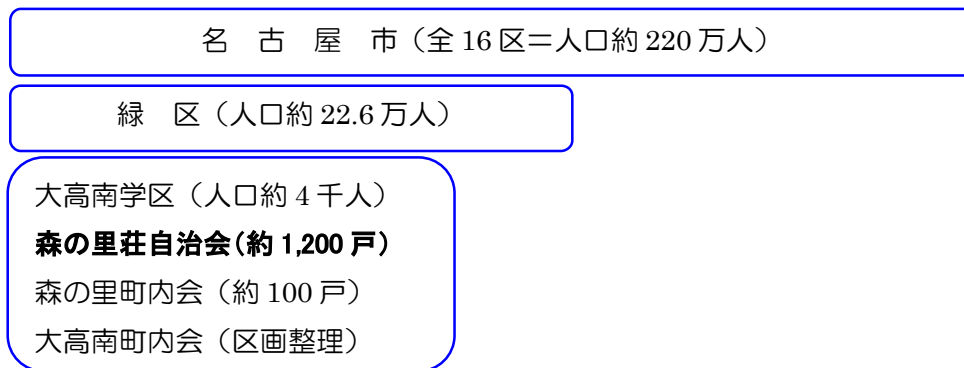 名 古 屋 市（全 16 区＝人口約 220 万人）
緑 区（人口約 22.6 万人）
大高南学区（人口約 4 千人）
森の里荘自治会（約 1,200 戸）
森の里町内会（約 100 戸）
大高南町内会（区画整理）